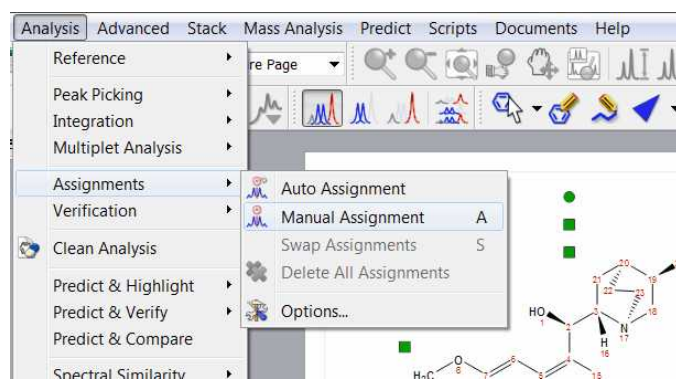 Analysis Advanced Stack Mass Analysis Predict Scripts Documents Help
Reference
re Page
Peak Picking
Integration
Multiplet Analysis
Assignments
Auto Assignment
Verification
Manual Assignment A
Swap Assignments S
Clean Analysis
Delete All Assignments
Predict & Highlight
Options...
Predict & Verify
Predict & Compare
Spectral Similarity
20
21
19
22
23
18
HO
1
2
3
N
17
H
16
O
6
4
H₃C
7
5
15